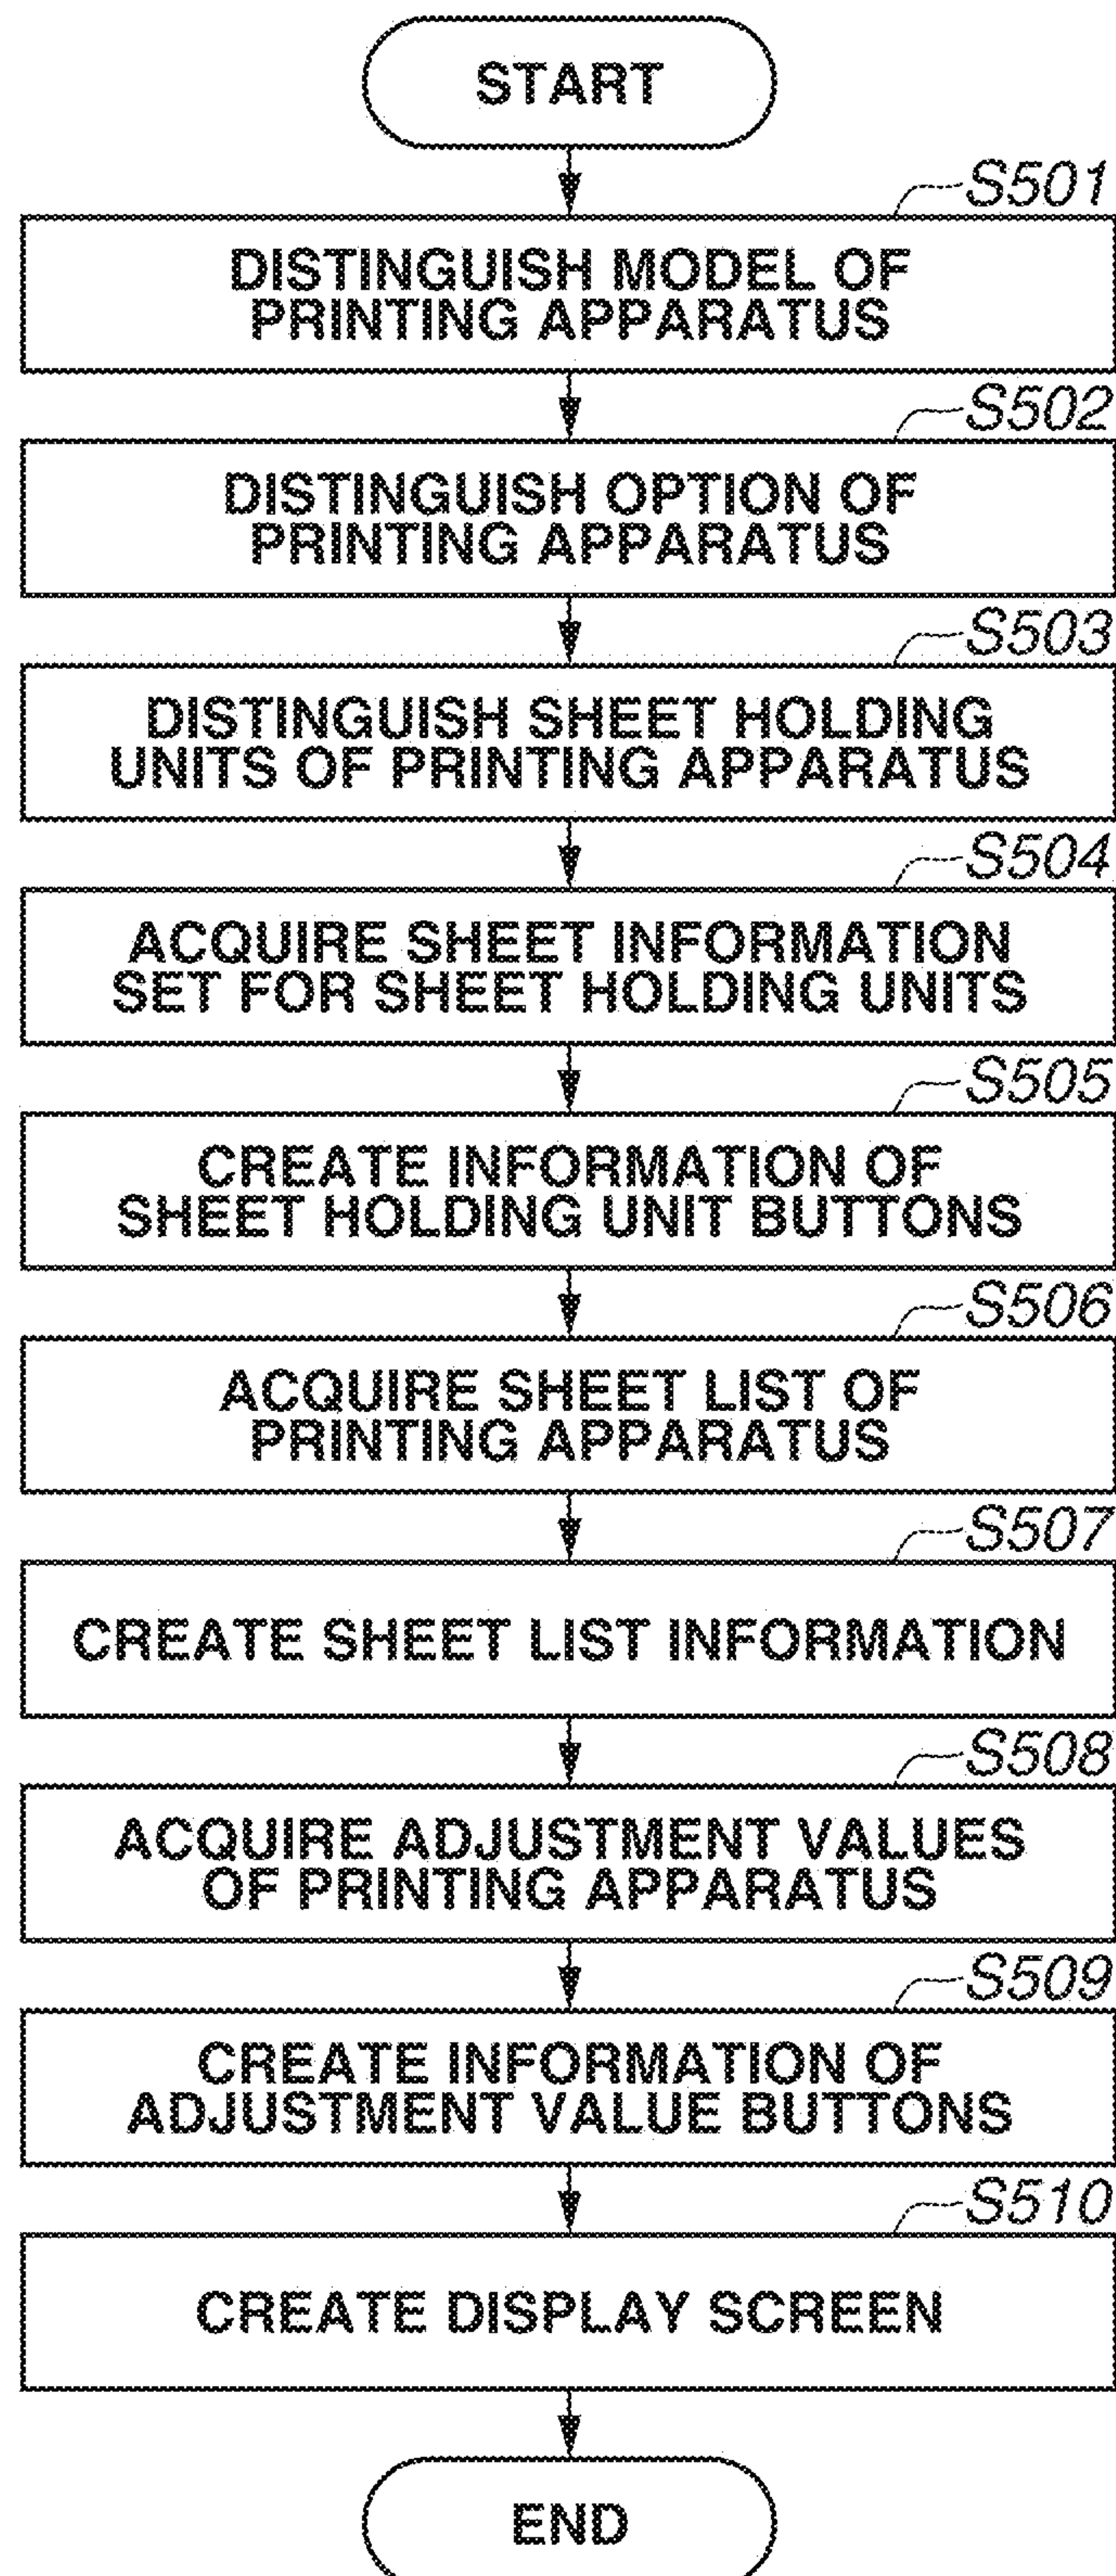 START
S501
DISTINGUISH MODEL OF
PRINTING APPARATUS
S502
DISTINGUISH OPTION OF
PRINTING APPARATUS
S503
DISTINGUISH SHEET HOLDING
UNITS OF PRINTING APPARATUS
S504
ACQUIRE SHEET INFORMATION
SET FOR SHEET HOLDING UNITS
S505
CREATE INFORMATION OF
SHEET HOLDING UNIT BUTTONS
S506
ACQUIRE SHEET LIST OF
PRINTING APPARATUS
S507
CREATE SHEET LIST INFORMATION
S508
ACQUIRE ADJUSTMENT VALUES
OF PRINTING APPARATUS
S509
CREATE INFORMATION OF
ADJUSTMENT VALUE BUTTONS
S510
CREATE DISPLAY SCREEN
END